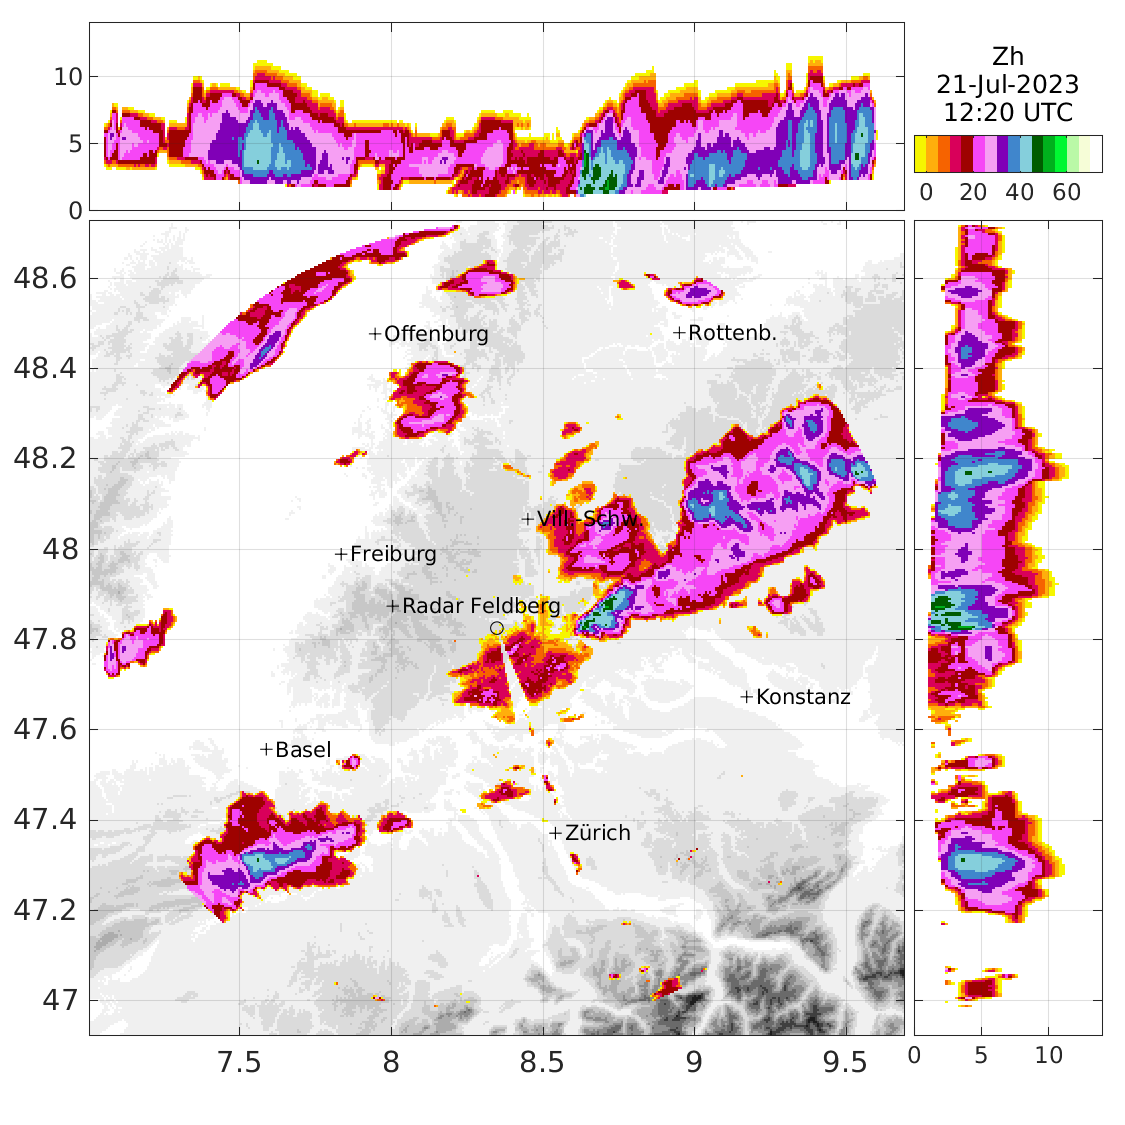 10
5
0
Zh
21-Jul-2023
12:20 UTC
0 20 40 60
48.6
48.4
48.2
48
47.8
47.6
47.4
47.2
47
+Offenburg
+Rottenb.
+Vill.-Schw.
+Freiburg
+Radar Feldberg
+Konstanz
+Basel
+Zürich
7.5 8 8.5 9 9.5
0 5 10